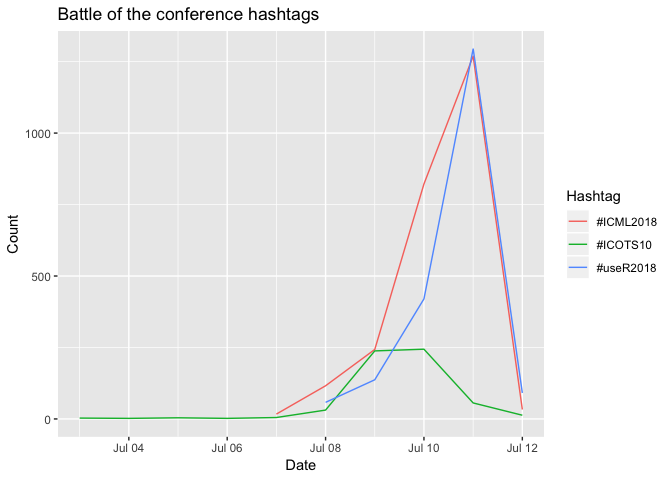 Battle of the conference hashtags
Count
1000
500
0
Jul 04 Jul 06 Jul 08 Jul 10 Jul 12
Date
Hashtag
#ICML2018
#ICOTS10
#useR2018